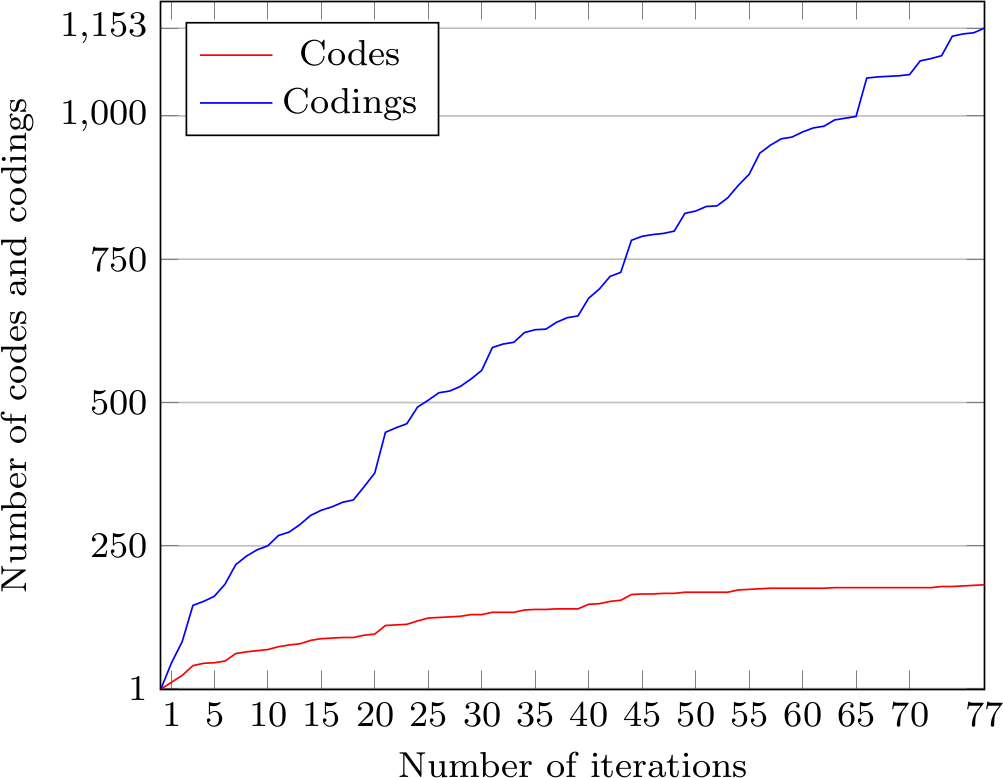 Number of codes and codings
1,153
1,000
750
500
250
1
Codes
Codings
1 5 10 15 20 25 30 35 40 45 50 55 60 65 70 77
Number of iterations